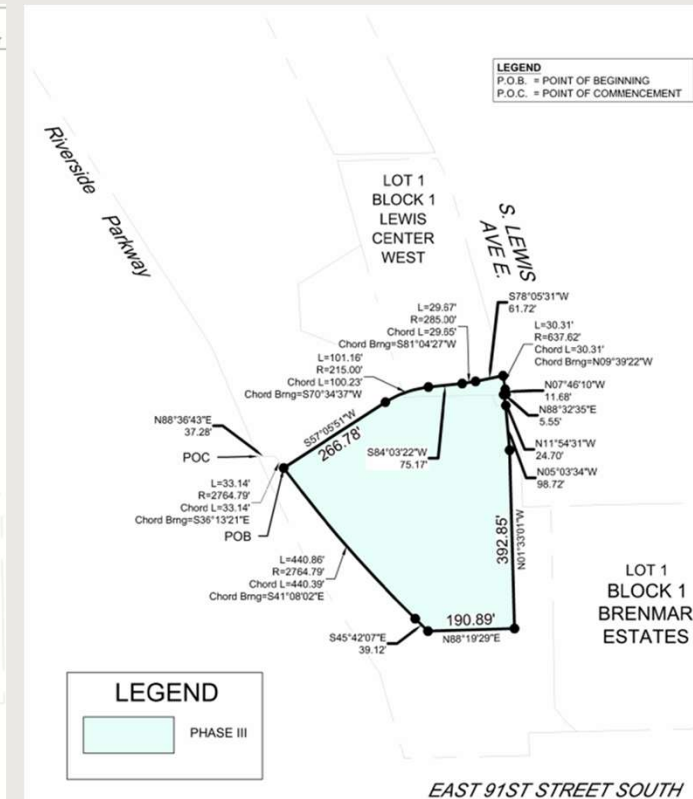 LEGEND
P.O.B. = POINT OF BEGINNING
P.O.C. = POINT OF COMMENCEMENT
Riverside Parkway
LOT 1
BLOCK 1
LEWIS
CENTER
WEST
S. LEWIS
AVE E.
S78°05'31"W
61.72'
L=29.67'
R=285.00'
Chord L=29.65'
Chord Brng=S81°04'27"W
L=30.31'
R=637.62'
Chord L=30.31'
Chord Brng=N09°39'22"W
L=101.16'
R=215.00'
Chord L=100.23'
Chord Brng=S70°34'37"W
N07°46'10"W
11.68'
N88°32'35"E
5.55'
N88°36'43"E
37.28'
S57°05'51"W
266.78'
S84°03'22"W
75.17'
N11°54'31"W
24.70'
N05°03'34"W
98.72'
POC
L=33.14'
R=2764.79'
Chord L=33.14'
Chord Brng=S36°13'21"E
POB
392.85'
N01°33'01"W
L=440.86'
R=2764.79'
Chord L=440.39'
Chord Brng=S41°08'02"E
LOT 1
BLOCK 1
BRENMAR
ESTATES
190.89'
N88°19'29"E
S45°42'07"E
39.12'
LEGEND
PHASE III
EAST 91ST STREET SOUTH